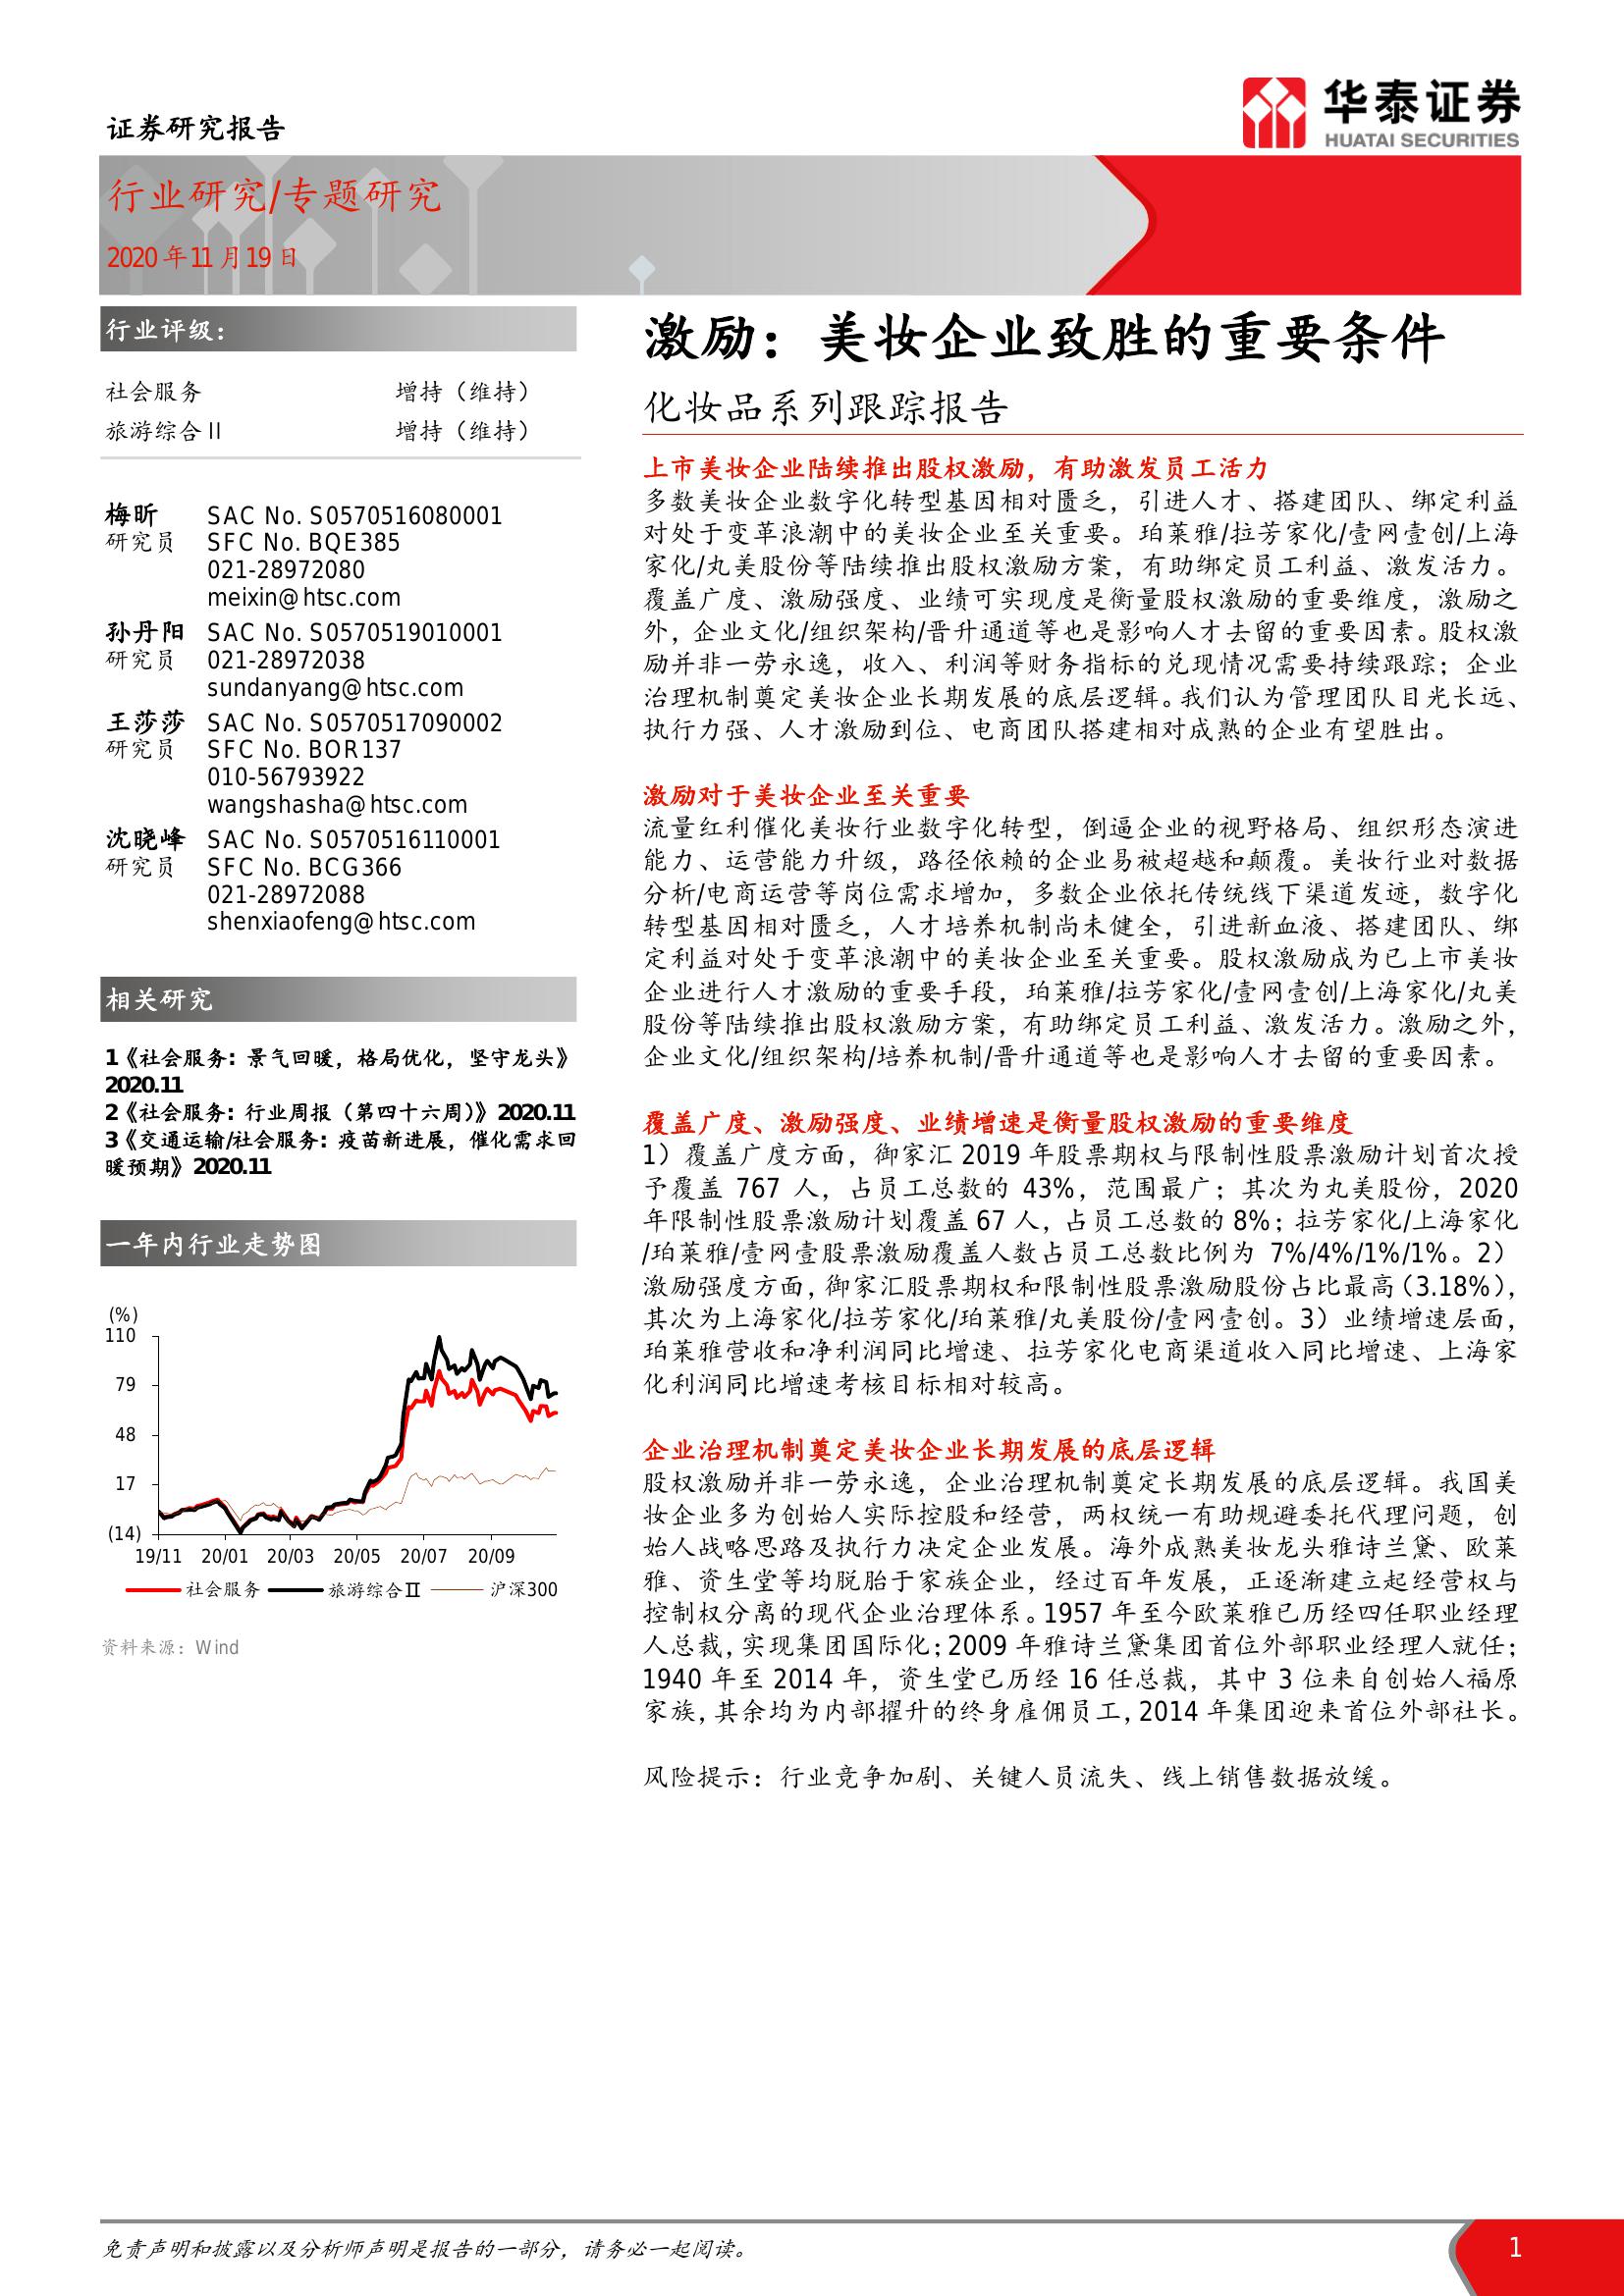 证券研究报告
华泰证券
HUATAI SECURITIES
行业研究/专题研究
2020年11月19日
行业评级：
社会服务 增持（维持）
旅游综合II 增持（维持）
梅昕 SAC No. S0570516080001
研究员 SFC No. BQE385
021-28972080
meixin@htsc.com
孙丹阳 SAC No. S0570519010001
研究员 021-28972038
sundanyang@htsc.com
王莎莎 SAC No. S0570517090002
研究员 SFC No. BOR137
010-56793922
wangshasha@htsc.com
沈晓峰 SAC No. S0570516110001
研究员 SFC No. BCG366
021-28972088
shenxiaofeng@htsc.com
相关研究
1《社会服务: 景气回暖，格局优化，坚守龙头》
2020.11
2《社会服务: 行业周报（第四十六周）》2020.11
3《交通运输/社会服务: 疫苗新进展，催化需求回
暖预期》2020.11
一年内行业走势图
(%)
110
79
48
17
(14)
19/11 20/01 20/03 20/05 20/07 20/09
社会服务 旅游综合Ⅱ 沪深300
资料来源：Wind
激励：美妆企业致胜的重要条件
化妆品系列跟踪报告
上市美妆企业陆续推出股权激励，有助激发员工活力
多数美妆企业数字化转型基因相对匮乏，引进人才、搭建团队、绑定利益
对处于变革浪潮中的美妆企业至关重要。珀莱雅/拉芳家化/壹网壹创/上海
家化/丸美股份等陆续推出股权激励方案，有助绑定员工利益、激发活力。
覆盖广度、激励强度、业绩可实现度是衡量股权激励的重要维度，激励之
外，企业文化/组织架构/晋升通道等也是影响人才去留的重要因素。股权激
励并非一劳永逸，收入、利润等财务指标的兑现情况需要持续跟踪；企业
治理机制奠定美妆企业长期发展的底层逻辑。我们认为管理团队目光长远、
执行力强、人才激励到位、电商团队搭建相对成熟的企业有望胜出。
激励对于美妆企业至关重要
流量红利催化美妆行业数字化转型，倒逼企业的视野格局、组织形态演进
能力、运营能力升级，路径依赖的企业易被超越和颠覆。美妆行业对数据
分析/电商运营等岗位需求增加，多数企业依托传统线下渠道发迹，数字化
转型基因相对匮乏，人才培养机制尚未健全，引进新血液、搭建团队、绑
定利益对处于变革浪潮中的美妆企业至关重要。股权激励成为已上市美妆
企业进行人才激励的重要手段，珀莱雅/拉芳家化/壹网壹创/上海家化/丸美
股份等陆续推出股权激励方案，有助绑定员工利益、激发活力。激励之外，
企业文化/组织架构/培养机制/晋升通道等也是影响人才去留的重要因素。
覆盖广度、激励强度、业绩增速是衡量股权激励的重要维度
1）覆盖广度方面，御家汇 2019 年股票期权与限制性股票激励计划首次授
予覆盖 767 人，占员工总数的 43%，范围最广；其次为丸美股份，2020
年限制性股票激励计划覆盖 67 人，占员工总数的 8%；拉芳家化/上海家化
/珀莱雅/壹网壹股票激励覆盖人数占员工总数比例为 7%/4%/1%/1%。2）
激励强度方面，御家汇股票期权和限制性股票激励股份占比最高（3.18%），
其次为上海家化/拉芳家化/珀莱雅/丸美股份/壹网壹创。3）业绩增速层面，
珀莱雅营收和净利润同比增速、拉芳家化电商渠道收入同比增速、上海家
化利润同比增速考核目标相对较高。
企业治理机制奠定美妆企业长期发展的底层逻辑
股权激励并非一劳永逸，企业治理机制奠定长期发展的底层逻辑。我国美
妆企业多为创始人实际控股和经营，两权统一有助规避委托代理问题，创
始人战略思路及执行力决定企业发展。海外成熟美妆龙头雅诗兰黛、欧莱
雅、资生堂等均脱胎于家族企业，经过百年发展，正逐渐建立起经营权与
控制权分离的现代企业治理体系。1957 年至今欧莱雅已历经四任职业经理
人总裁，实现集团国际化；2009 年雅诗兰黛集团首位外部职业经理人就任；
1940 年至 2014 年，资生堂已历经 16 任总裁，其中 3 位来自创始人福原
家族，其余均为内部擢升的终身雇佣员工，2014 年集团迎来首位外部社长。
风险提示：行业竞争加剧、关键人员流失、线上销售数据放缓。
免责声明和披露以及分析师声明是报告的一部分，请务必一起阅读。
1